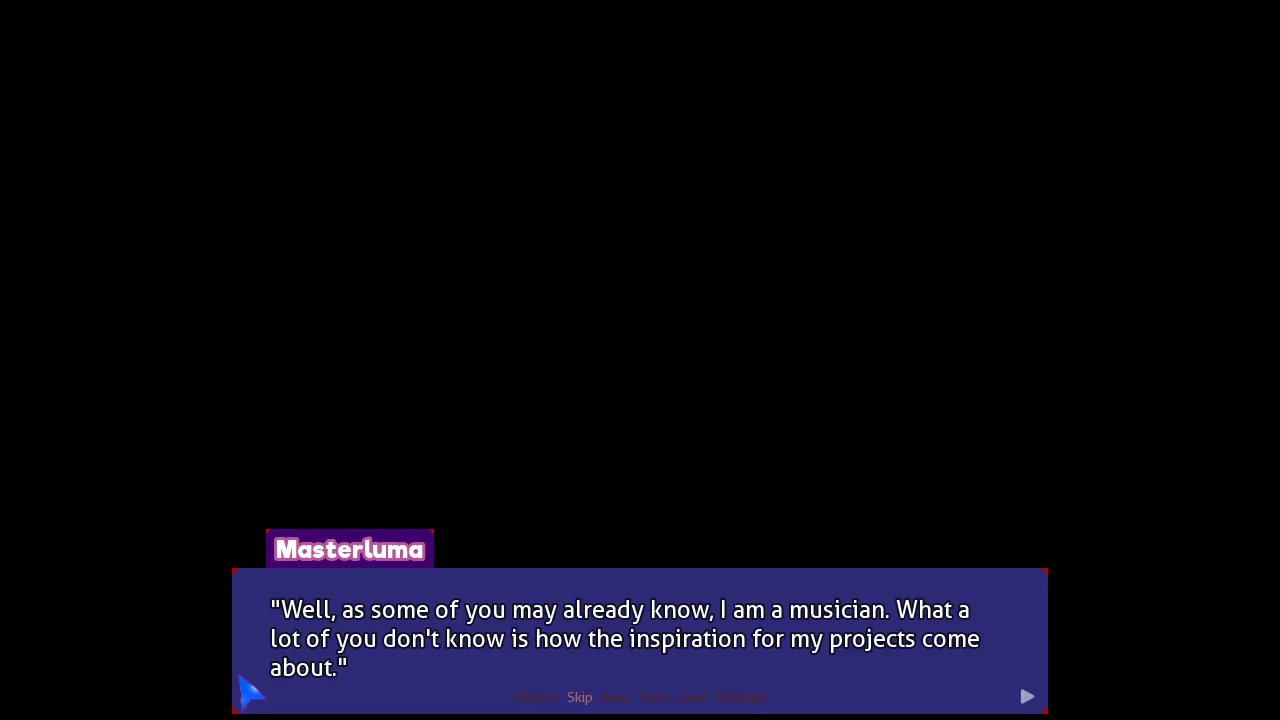 Masterluma
"Well, as some of you may already know, I am a musician. What a
lot of you don't know is how the inspiration for my projects come
about."
History Skip Auto Save Load Settings